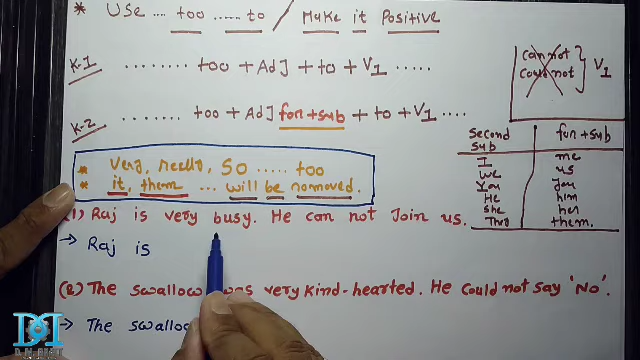 * Use .... too ...... to / Make it Positive
K-1 ........ too + Adj + to + V1 .....
can not
could not } V1
K-2 ........ too + Adj for + sub + to + V1 ....
* Very, really, so ..... too
* it, them ... will be removed.
Second sub | for + sub
I | me
we | us
You | you
He | him
She | her
They | them.
(1) Raj is very busy. He can not Join us.
→ Raj is
(2) The swallow was very kind-hearted. He could not say 'No'.
→ The swallo